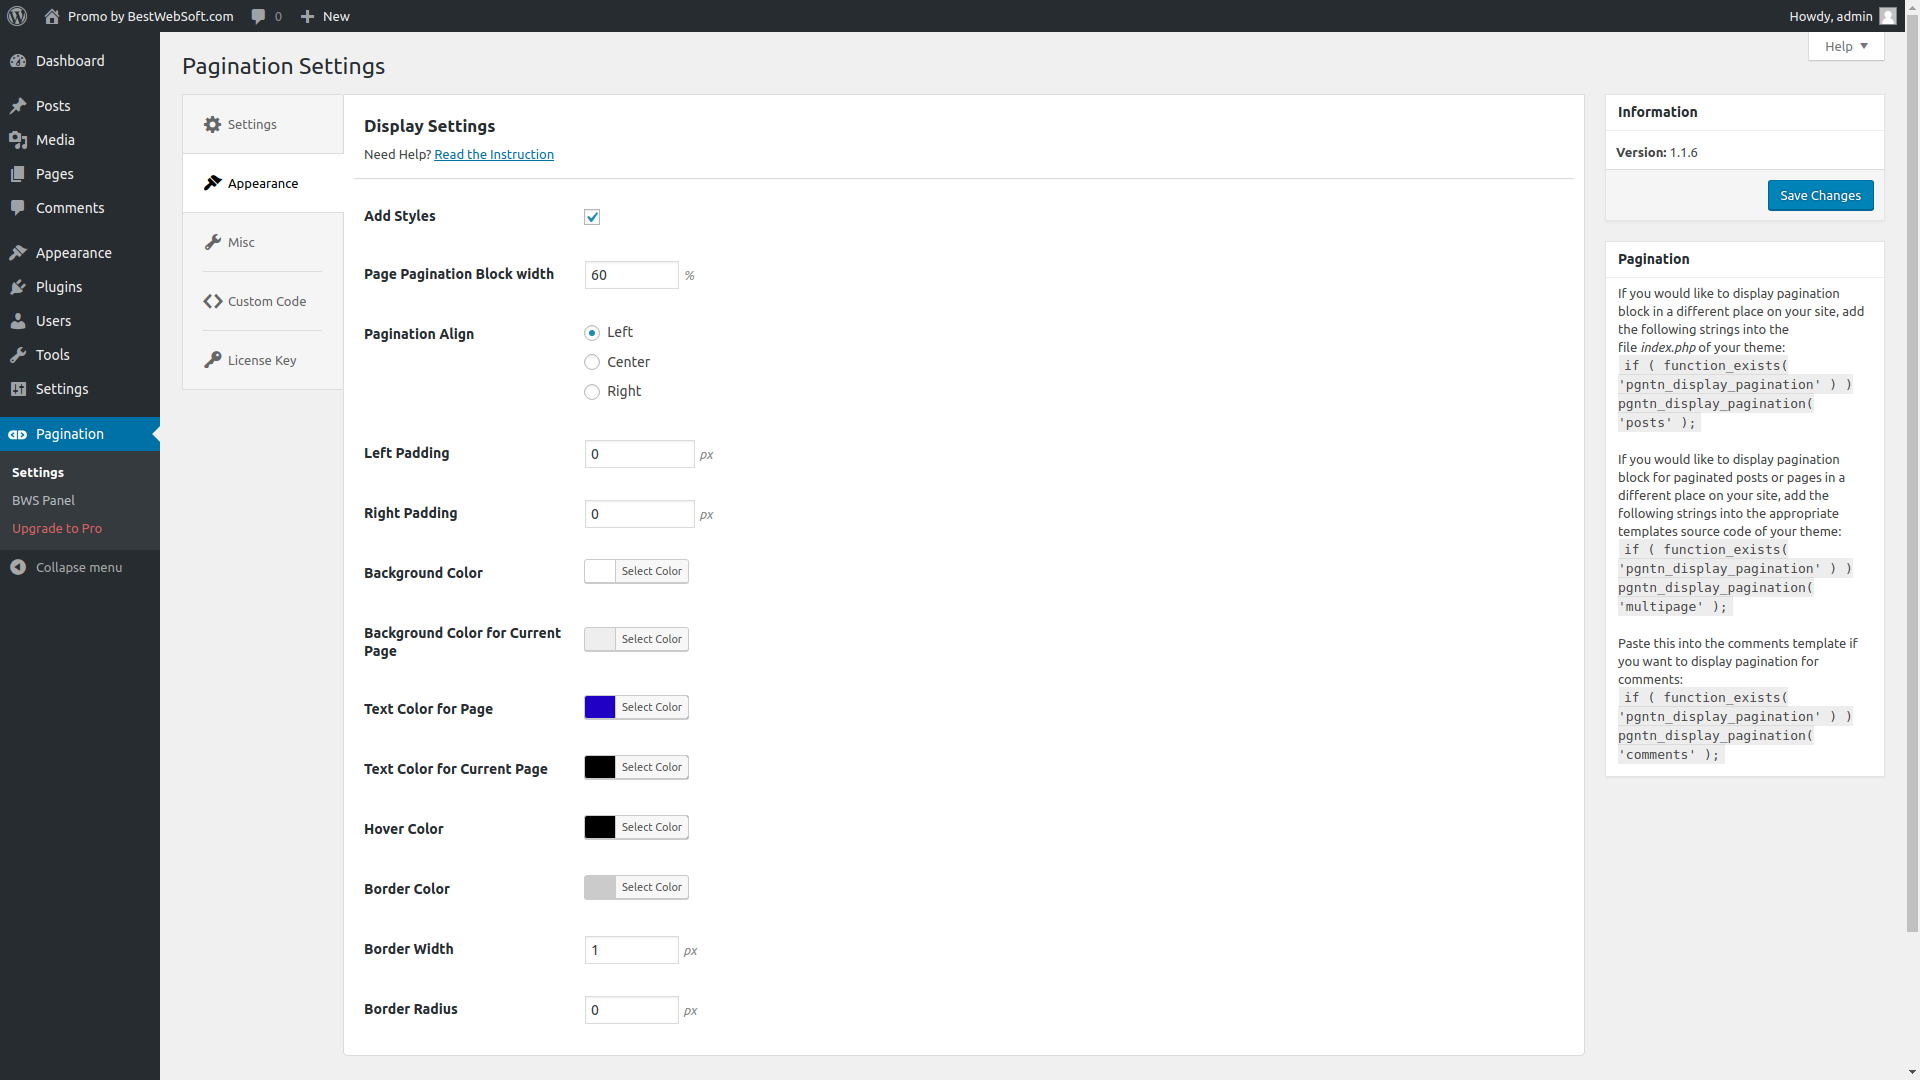 Promo by BestWebSoft.com
0
New
Howdy, admin
Help
Dashboard
Posts
Media
Pages
Comments
Appearance
Plugins
Users
Tools
Settings
Pagination
Settings
BWS Panel
Upgrade to Pro
Collapse menu
Pagination Settings
Settings
Appearance
Misc
Custom Code
License Key
Display Settings
Need Help? Read the Instruction
Add Styles
Page Pagination Block width
60 %
Pagination Align
Left
Center
Right
Left Padding
0 px
Right Padding
0 px
Background Color
Select Color
Background Color for Current
Page
Select Color
Text Color for Page
Select Color
Text Color for Current Page
Select Color
Hover Color
Select Color
Border Color
Select Color
Border Width
1 px
Border Radius
0 px
Information
Version: 1.1.6
Save Changes
Pagination
If you would like to display pagination
block in a different place on your site, add
the following strings into the
file index.php of your theme:
if ( function_exists(
'pgntn_display_pagination' ) )
pgntn_display_pagination(
'posts' );
If you would like to display pagination
block for paginated posts or pages in a
different place on your site, add the
following strings into the appropriate
templates source code of your theme:
if ( function_exists(
'pgntn_display_pagination' ) )
pgntn_display_pagination(
'multipage' );
Paste this into the comments template if
you want to display pagination for
comments:
if ( function_exists(
'pgntn_display_pagination' ) )
pgntn_display_pagination(
'comments' );